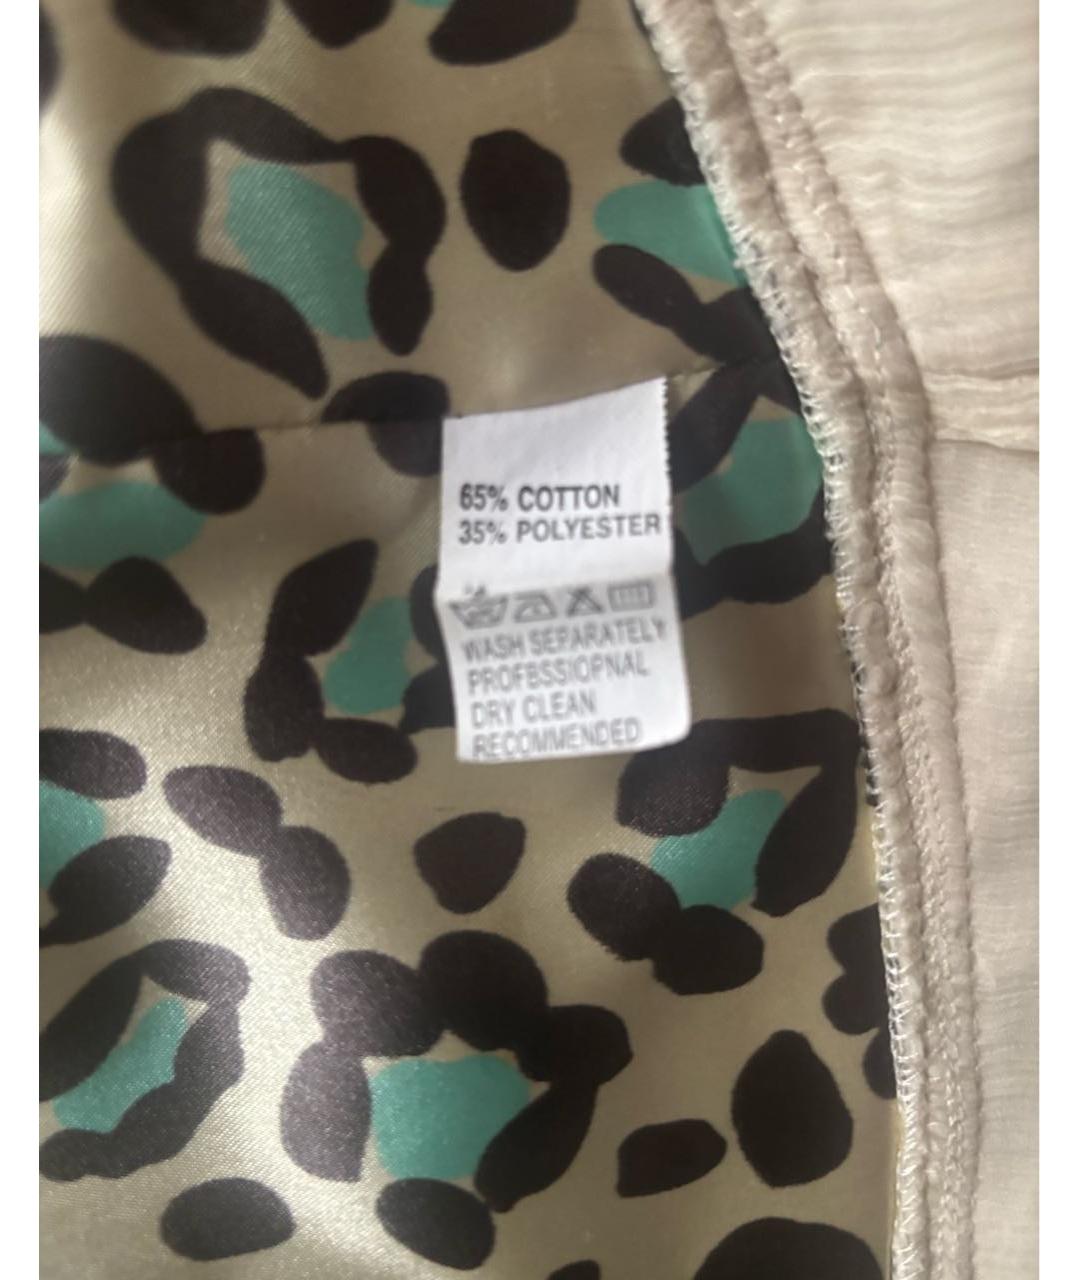 65% COTTON
35% POLYESTER
WASH SEPARATELY
PROFBSSIOPNAL
DRY CLEAN
RECOMMENDED